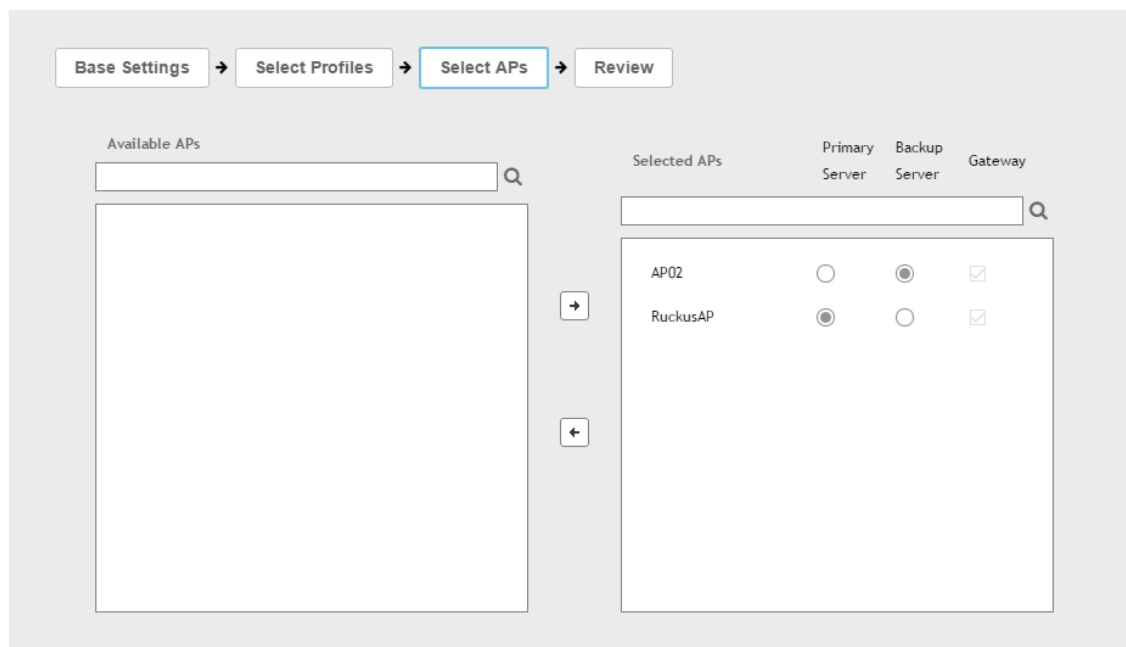 Base Settings → Select Profiles → Select APs → Review
Available APs
Selected APs Primary Server Backup Server Gateway
AP02
RuckusAP